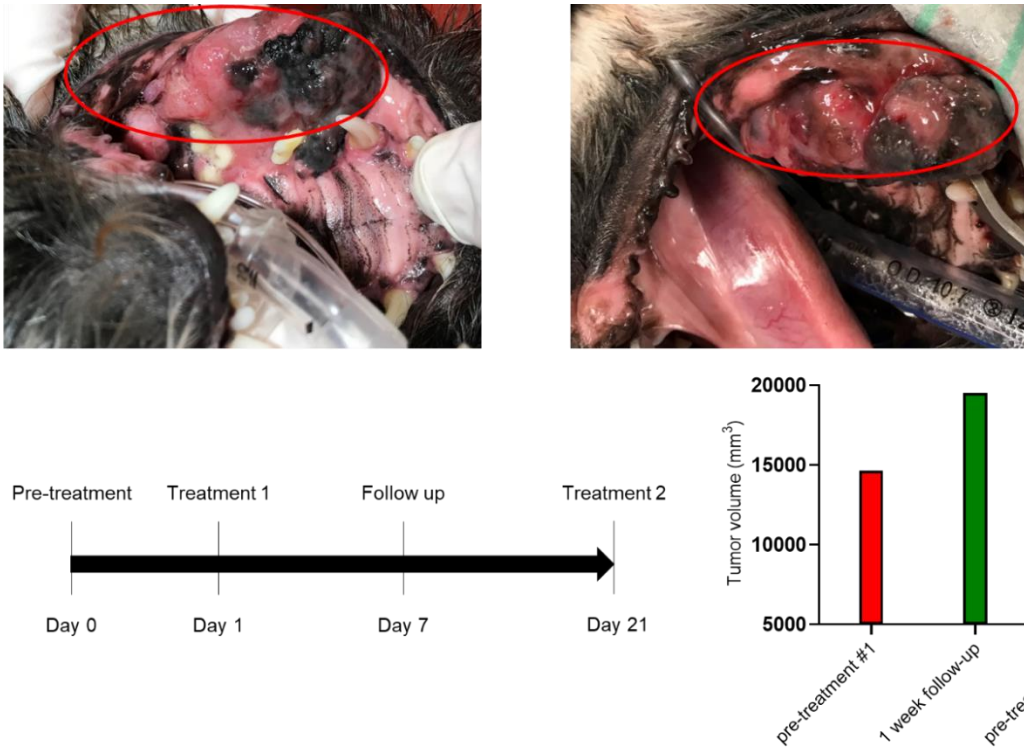 O.D. 10.7
20000
15000
10000
5000
Tumor volume (mm³)
pre-treatment #1
1 week follow-up
Pre-treatment Treatment 1 Follow up Treatment 2
Day 0 Day 1 Day 7 Day 21